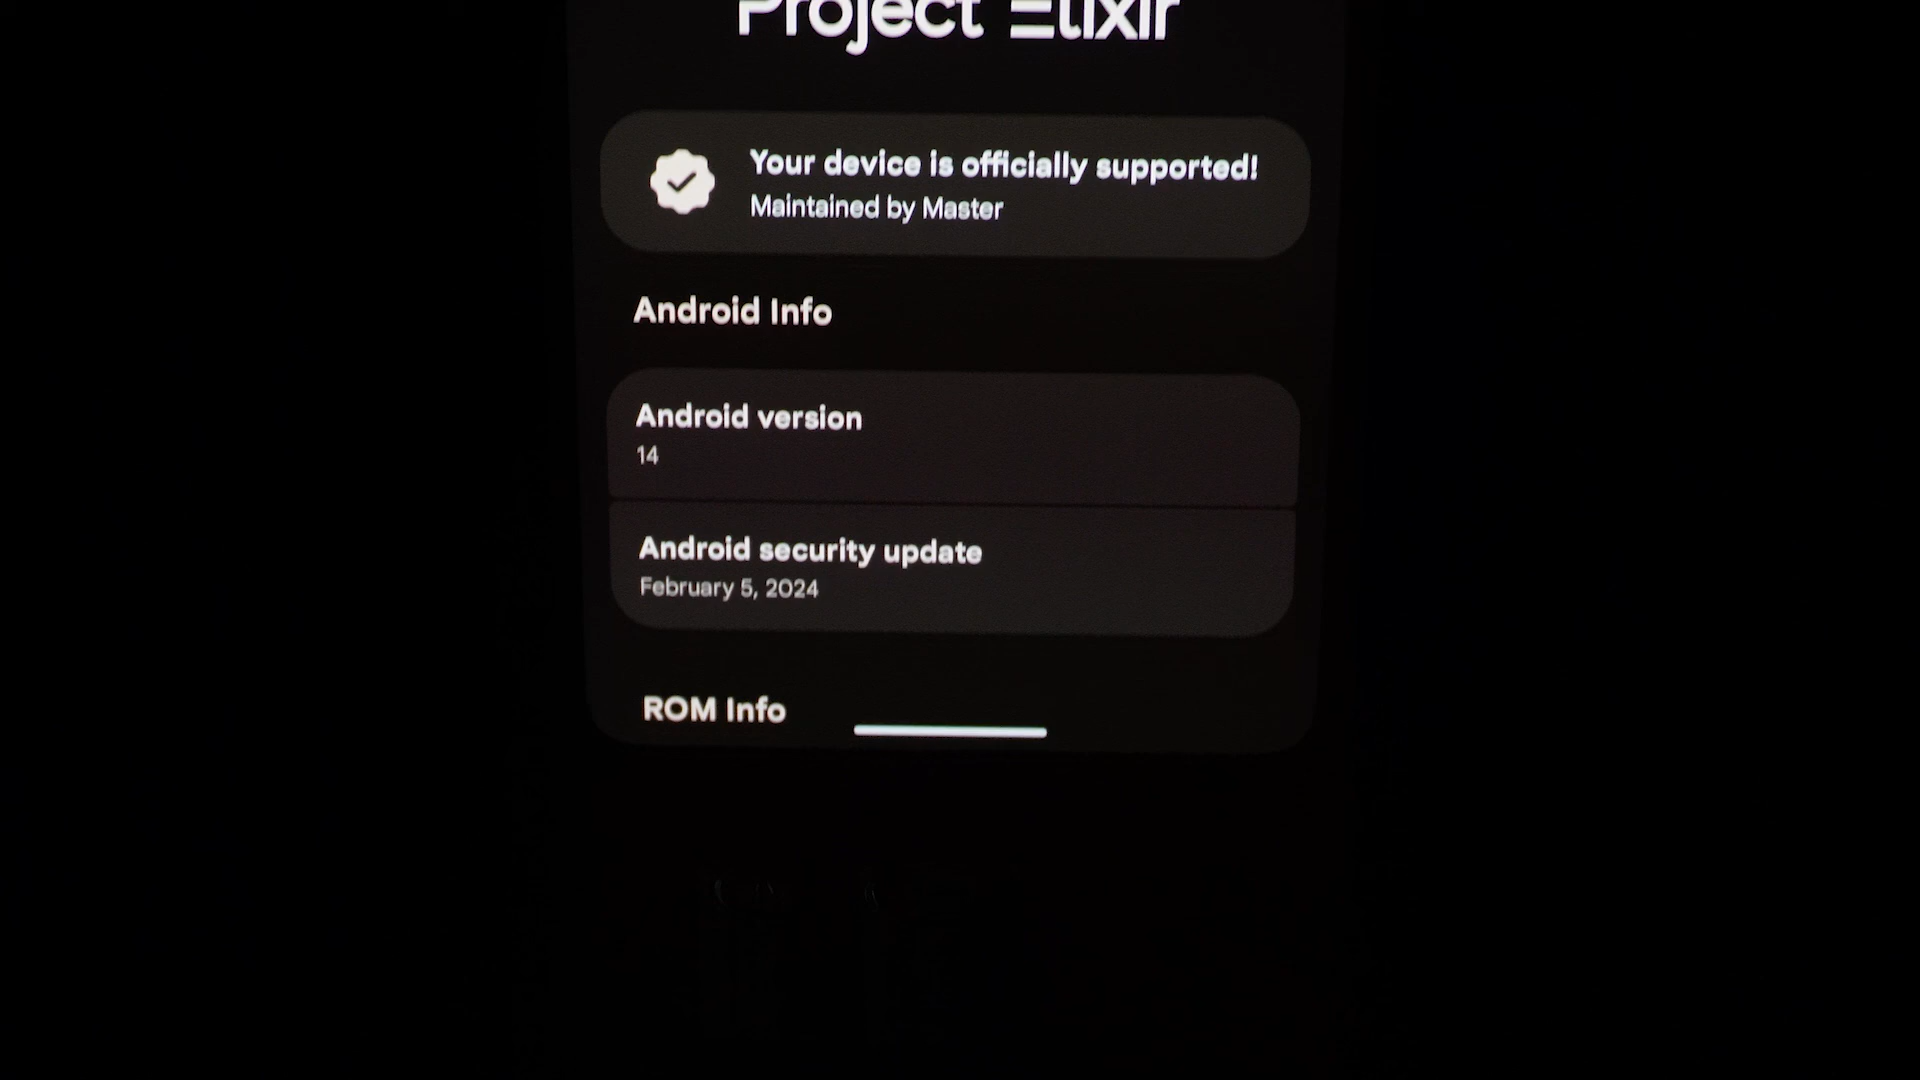 Project Elixir
Your device is officially supported!
Maintained by Master
Android Info
Android version
14
Android security update
February 5, 2024
ROM Info